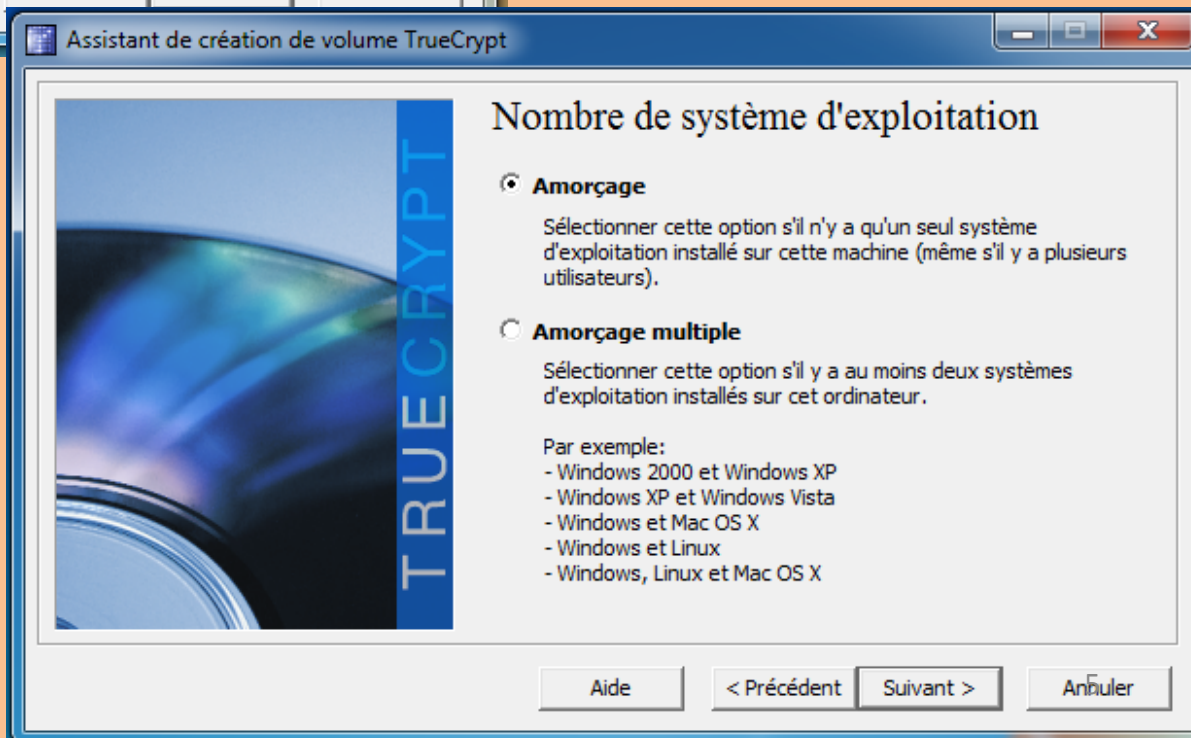 Assistant de création de volume TrueCrypt
TRUECRYPT
Nombre de système d'exploitation
Amorçage
Sélectionner cette option s'il n'y a qu'un seul système
d'exploitation installé sur cette machine (même s'il y a plusieurs
utilisateurs).
Amorçage multiple
Sélectionner cette option s'il y a au moins deux systèmes
d'exploitation installés sur cet ordinateur.
Par exemple:
- Windows 2000 et Windows XP
- Windows XP et Windows Vista
- Windows et Mac OS X
- Windows et Linux
- Windows, Linux et Mac OS X
Aide
< Précédent
Suivant >
Annuler
5